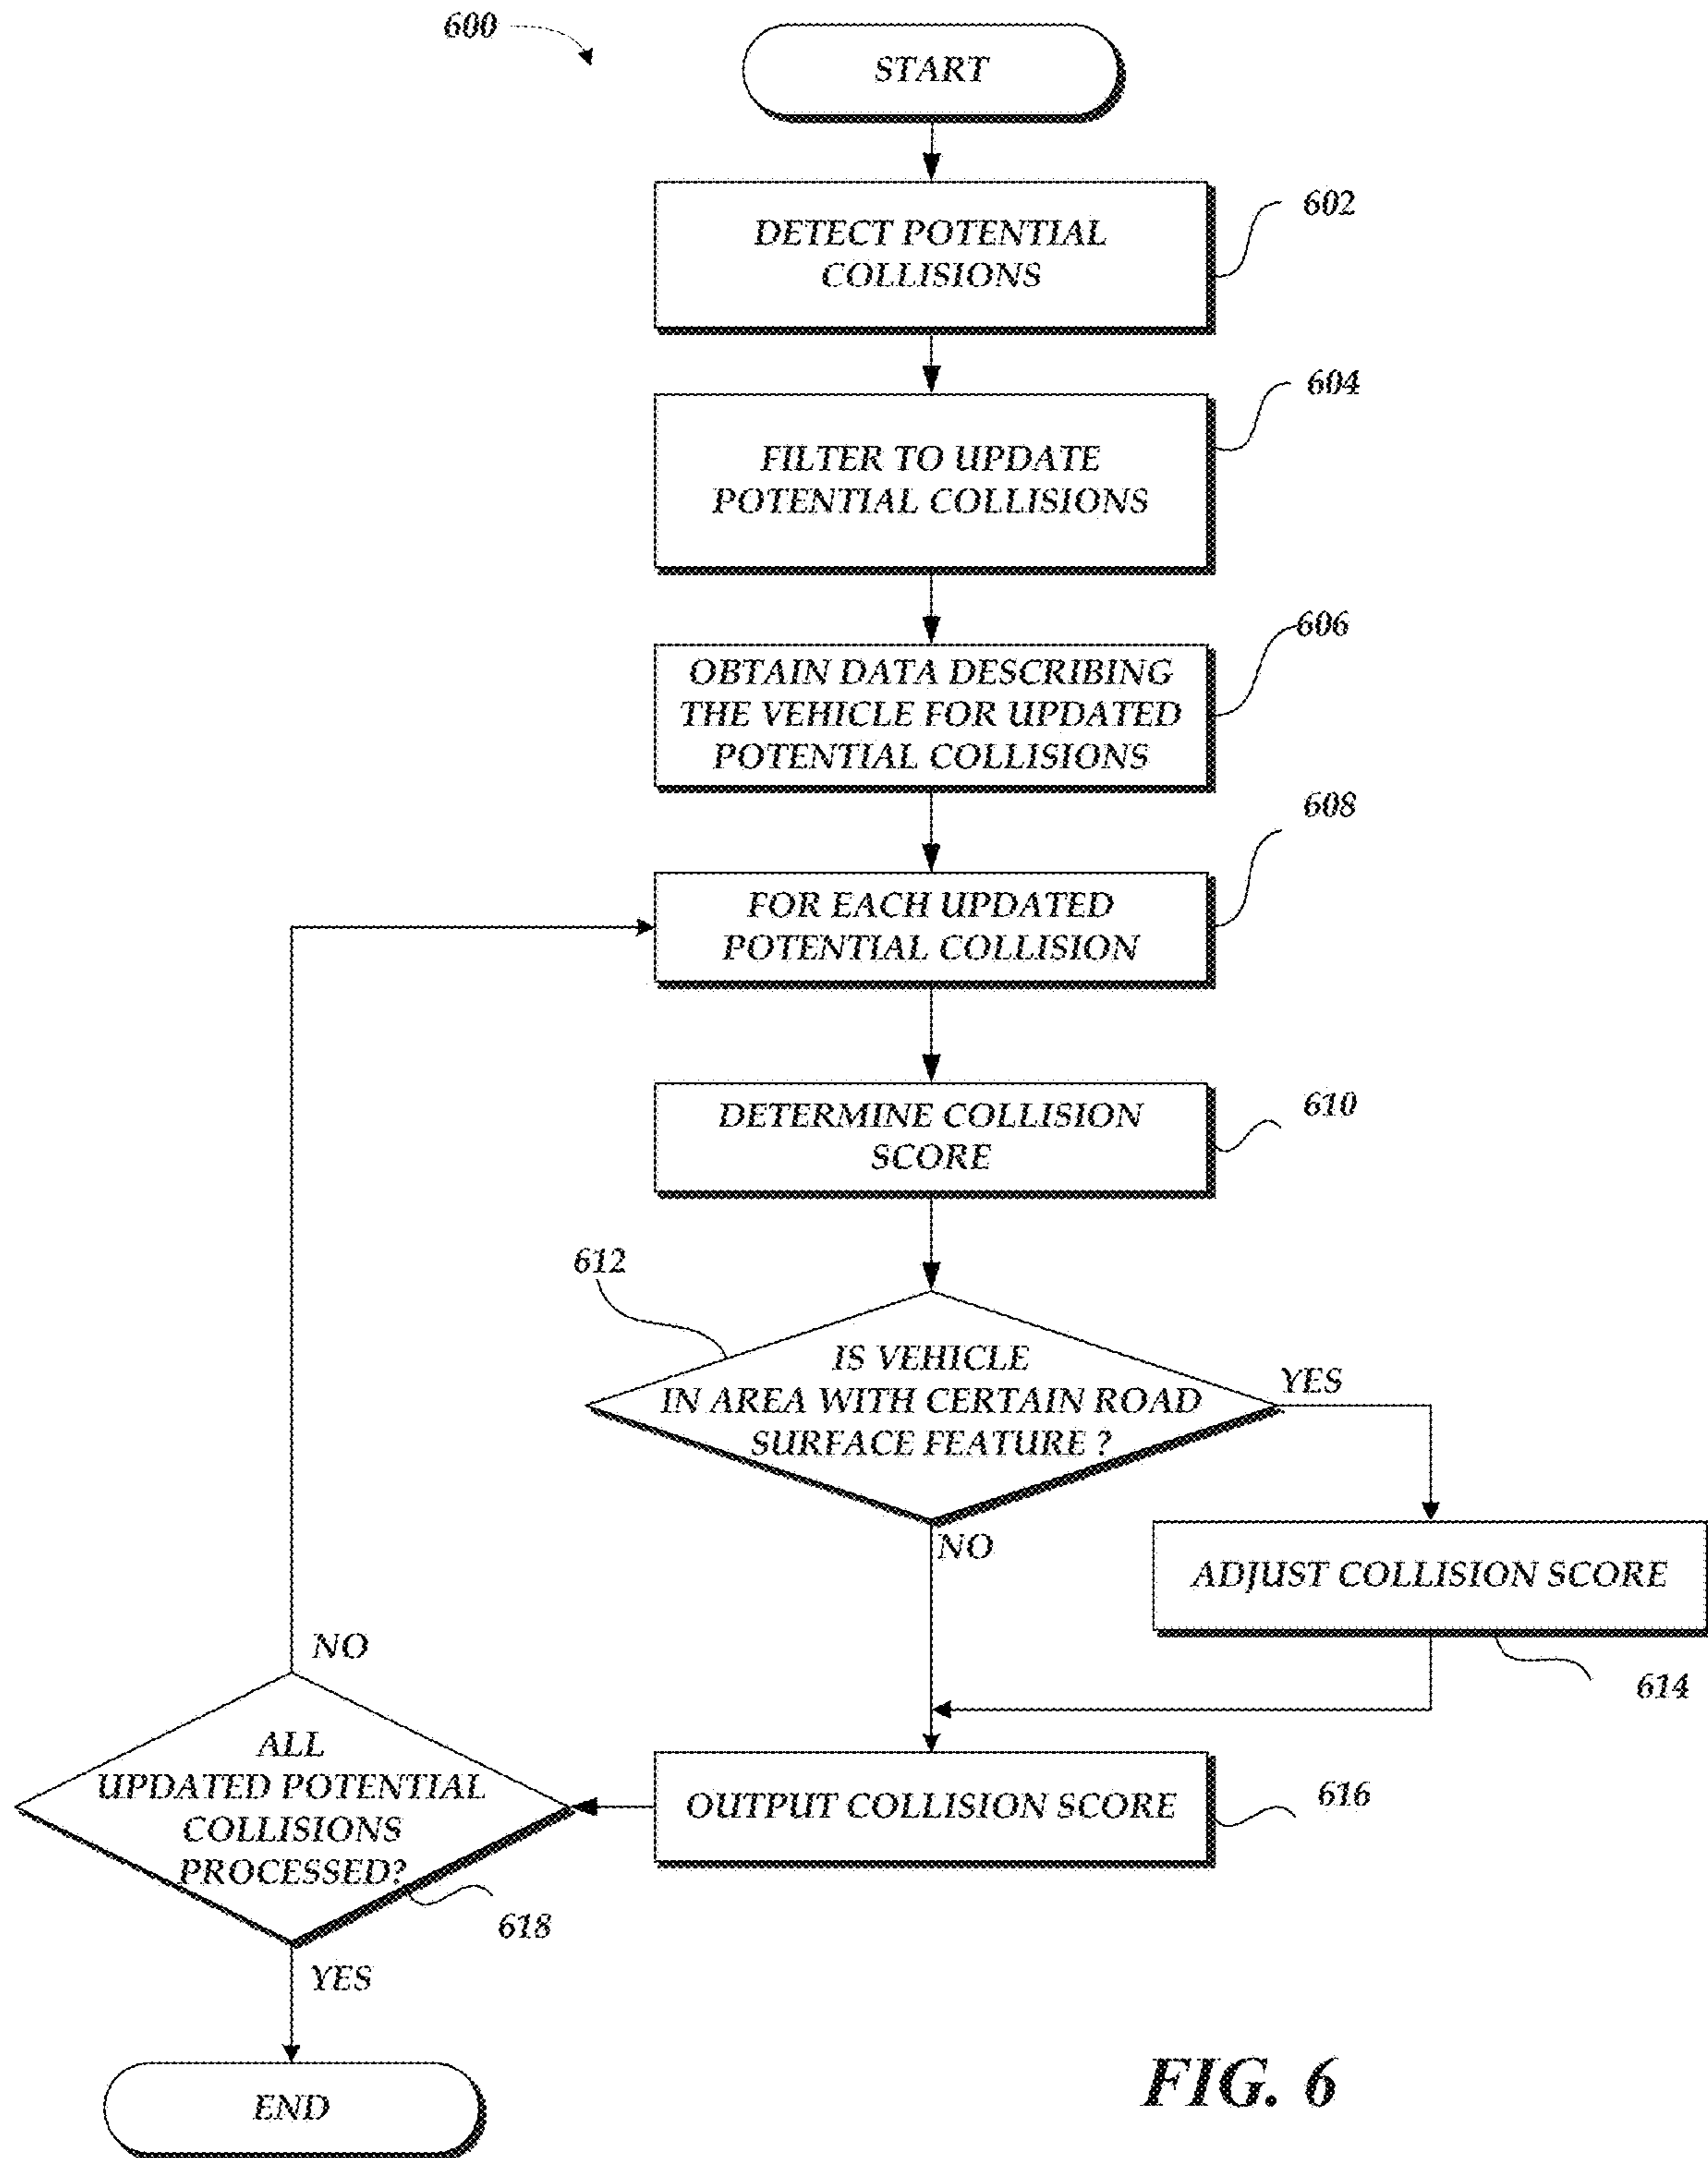 600
START
602
DETECT POTENTIAL
COLLISIONS
604
FILTER TO UPDATE
POTENTIAL COLLISIONS
606
OBTAIN DATA DESCRIBING
THE VEHICLE FOR UPDATED
POTENTIAL COLLISIONS
608
FOR EACH UPDATED
POTENTIAL COLLISION
610
DETERMINE COLLISION
SCORE
612
IS VEHICLE
IN AREA WITH CERTAIN ROAD
SURFACE FEATURE ?
YES
NO
ADJUST COLLISION SCORE
614
NO
ALL
UPDATED POTENTIAL
COLLISIONS
PROCESSED?
618
OUTPUT COLLISION SCORE
616
YES
END
FIG. 6